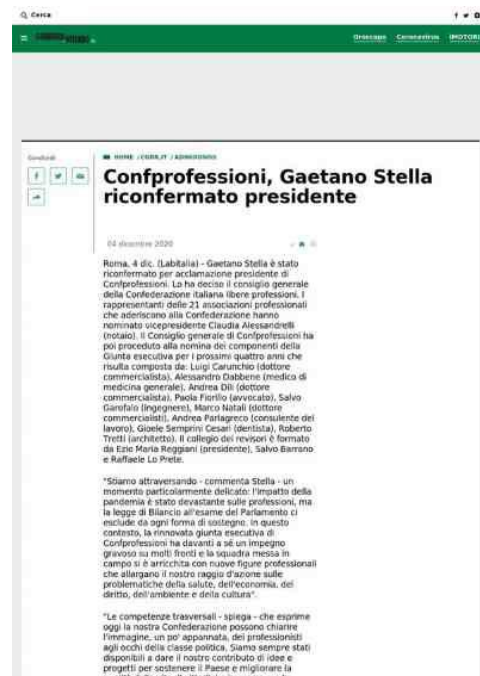 Cerca
Oroscopo Coronavirus IMOTORI
Condividi
HOME / CORR.IT / ADNKRONOS
Confprofessioni, Gaetano Stella
riconfermato presidente
04 dicembre 2020
Roma, 4 dic. (Labitalia) - Gaetano Stella è stato
riconfermato per acclamazione presidente di
Confprofessioni. Lo ha deciso il consiglio generale
della Confederazione italiana libere professioni. I
rappresentanti delle 21 associazioni professionali
che aderiscono alla Confederazione hanno
nominato vicepresidente Claudia Alessandrelli
(notaio). Il Consiglio generale di Confprofessioni ha
poi proceduto alla nomina dei componenti della
Giunta esecutiva per i prossimi quattro anni che
risulta composta da: Luigi Carunchio (dottore
commercialista), Alessandro Dabbene (medico di
medicina generale), Andrea Dili (dottore
commercialista), Paola Fiorillo (avvocato), Salvo
Garofalo (ingegnere), Marco Natali (dottore
commercialisti), Andrea Parlagreco (consulente del
lavoro), Gioele Semprini Cesari (dentista), Roberto
Tretti (architetto). Il collegio dei revisori è formato
da Ezio Maria Reggiani (presidente), Salvo Barrano
e Raffaele Lo Prete.
"Stiamo attraversando - commenta Stella - un
momento particolarmente delicato: l'impatto della
pandemia è stato devastante sulle professioni, ma
la legge di Bilancio all'esame del Parlamento ci
esclude da ogni forma di sostegno. In questo
contesto, la rinnovata giunta esecutiva di
Confprofessioni ha davanti a sé un impegno
gravoso su molti fronti e la squadra messa in
campo si è arricchita con nuove figure professionali
che allargano il nostro raggio d'azione sulle
problematiche della salute, dell'economia, del
diritto, dell'ambiente e della cultura".
"Le competenze trasversali - spiega - che esprime
oggi la nostra Confederazione possono chiarire
l'immagine, un po' appannata, dei professionisti
agli occhi della classe politica. Siamo sempre stati
disponibili a dare il nostro contributo di idee e
progetti per sostenere il Paese e migliorare la